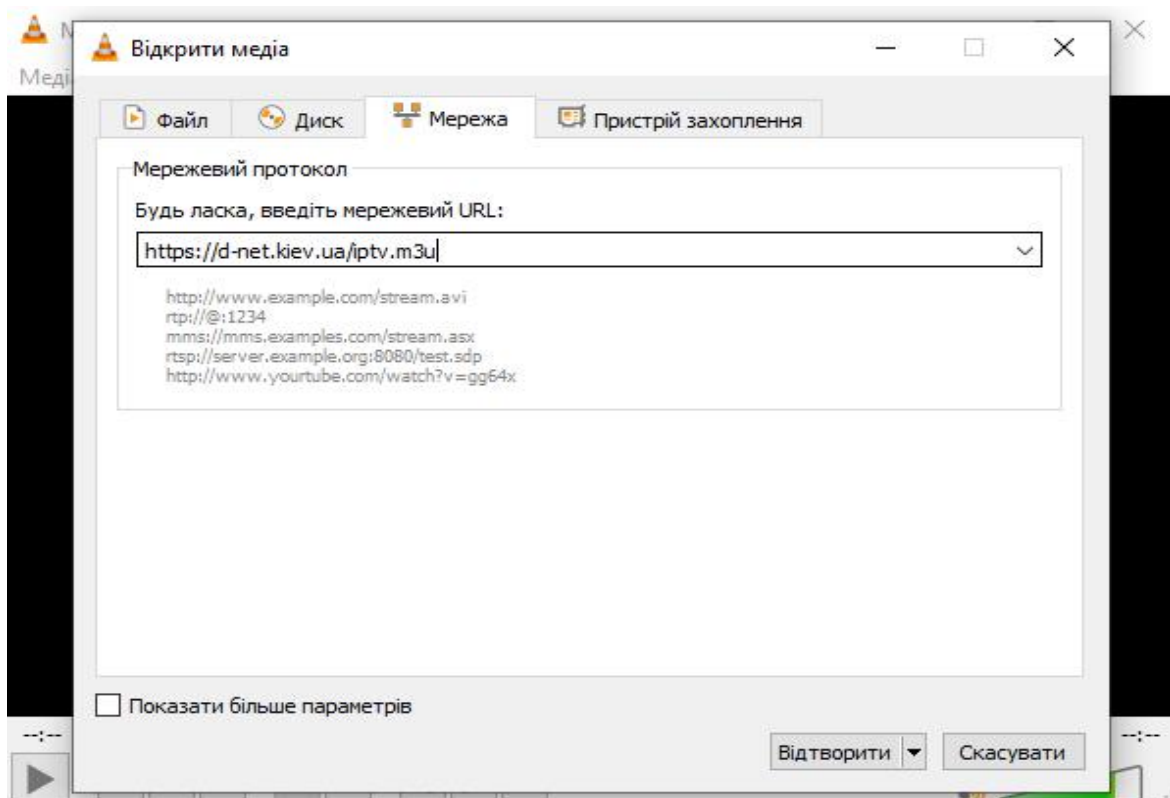 Відкрити медіа
Меді
Файл Диск Мережа Пристрій захоплення
Мережевий протокол
Будь ласка, введіть мережевий URL:
https://d-net.kiev.ua/iptv.m3u
http://www.example.com/stream.avi
rtp://@:1234
mms://mms.examples.com/stream.asx
rtsp://server.example.org:8080/test.sdp
http://www.yourtube.com/watch?v=gg64x
Показати більше параметрів
--:-- --:--
Відтворити Скасувати